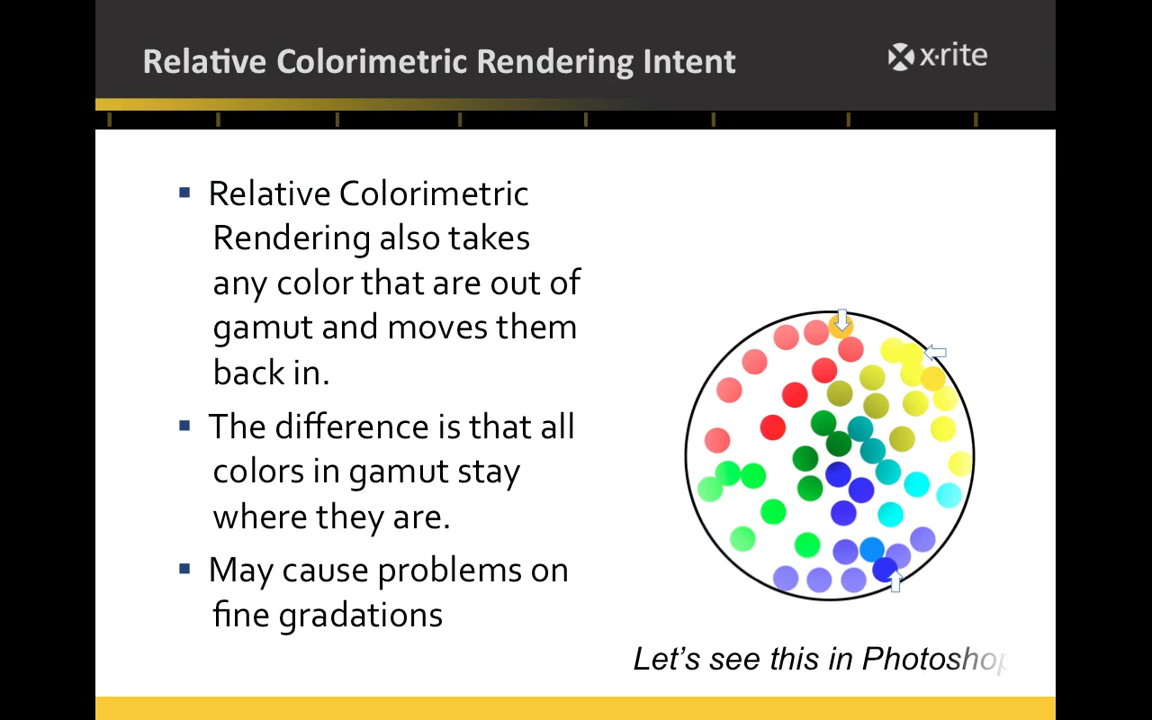 Relative Colorimetric Rendering Intent
x·rite
Relative Colorimetric
Rendering also takes
any color that are out of
gamut and moves them
back in.
The difference is that all
colors in gamut stay
where they are.
May cause problems on
fine gradations
Let's see this in Photoshop